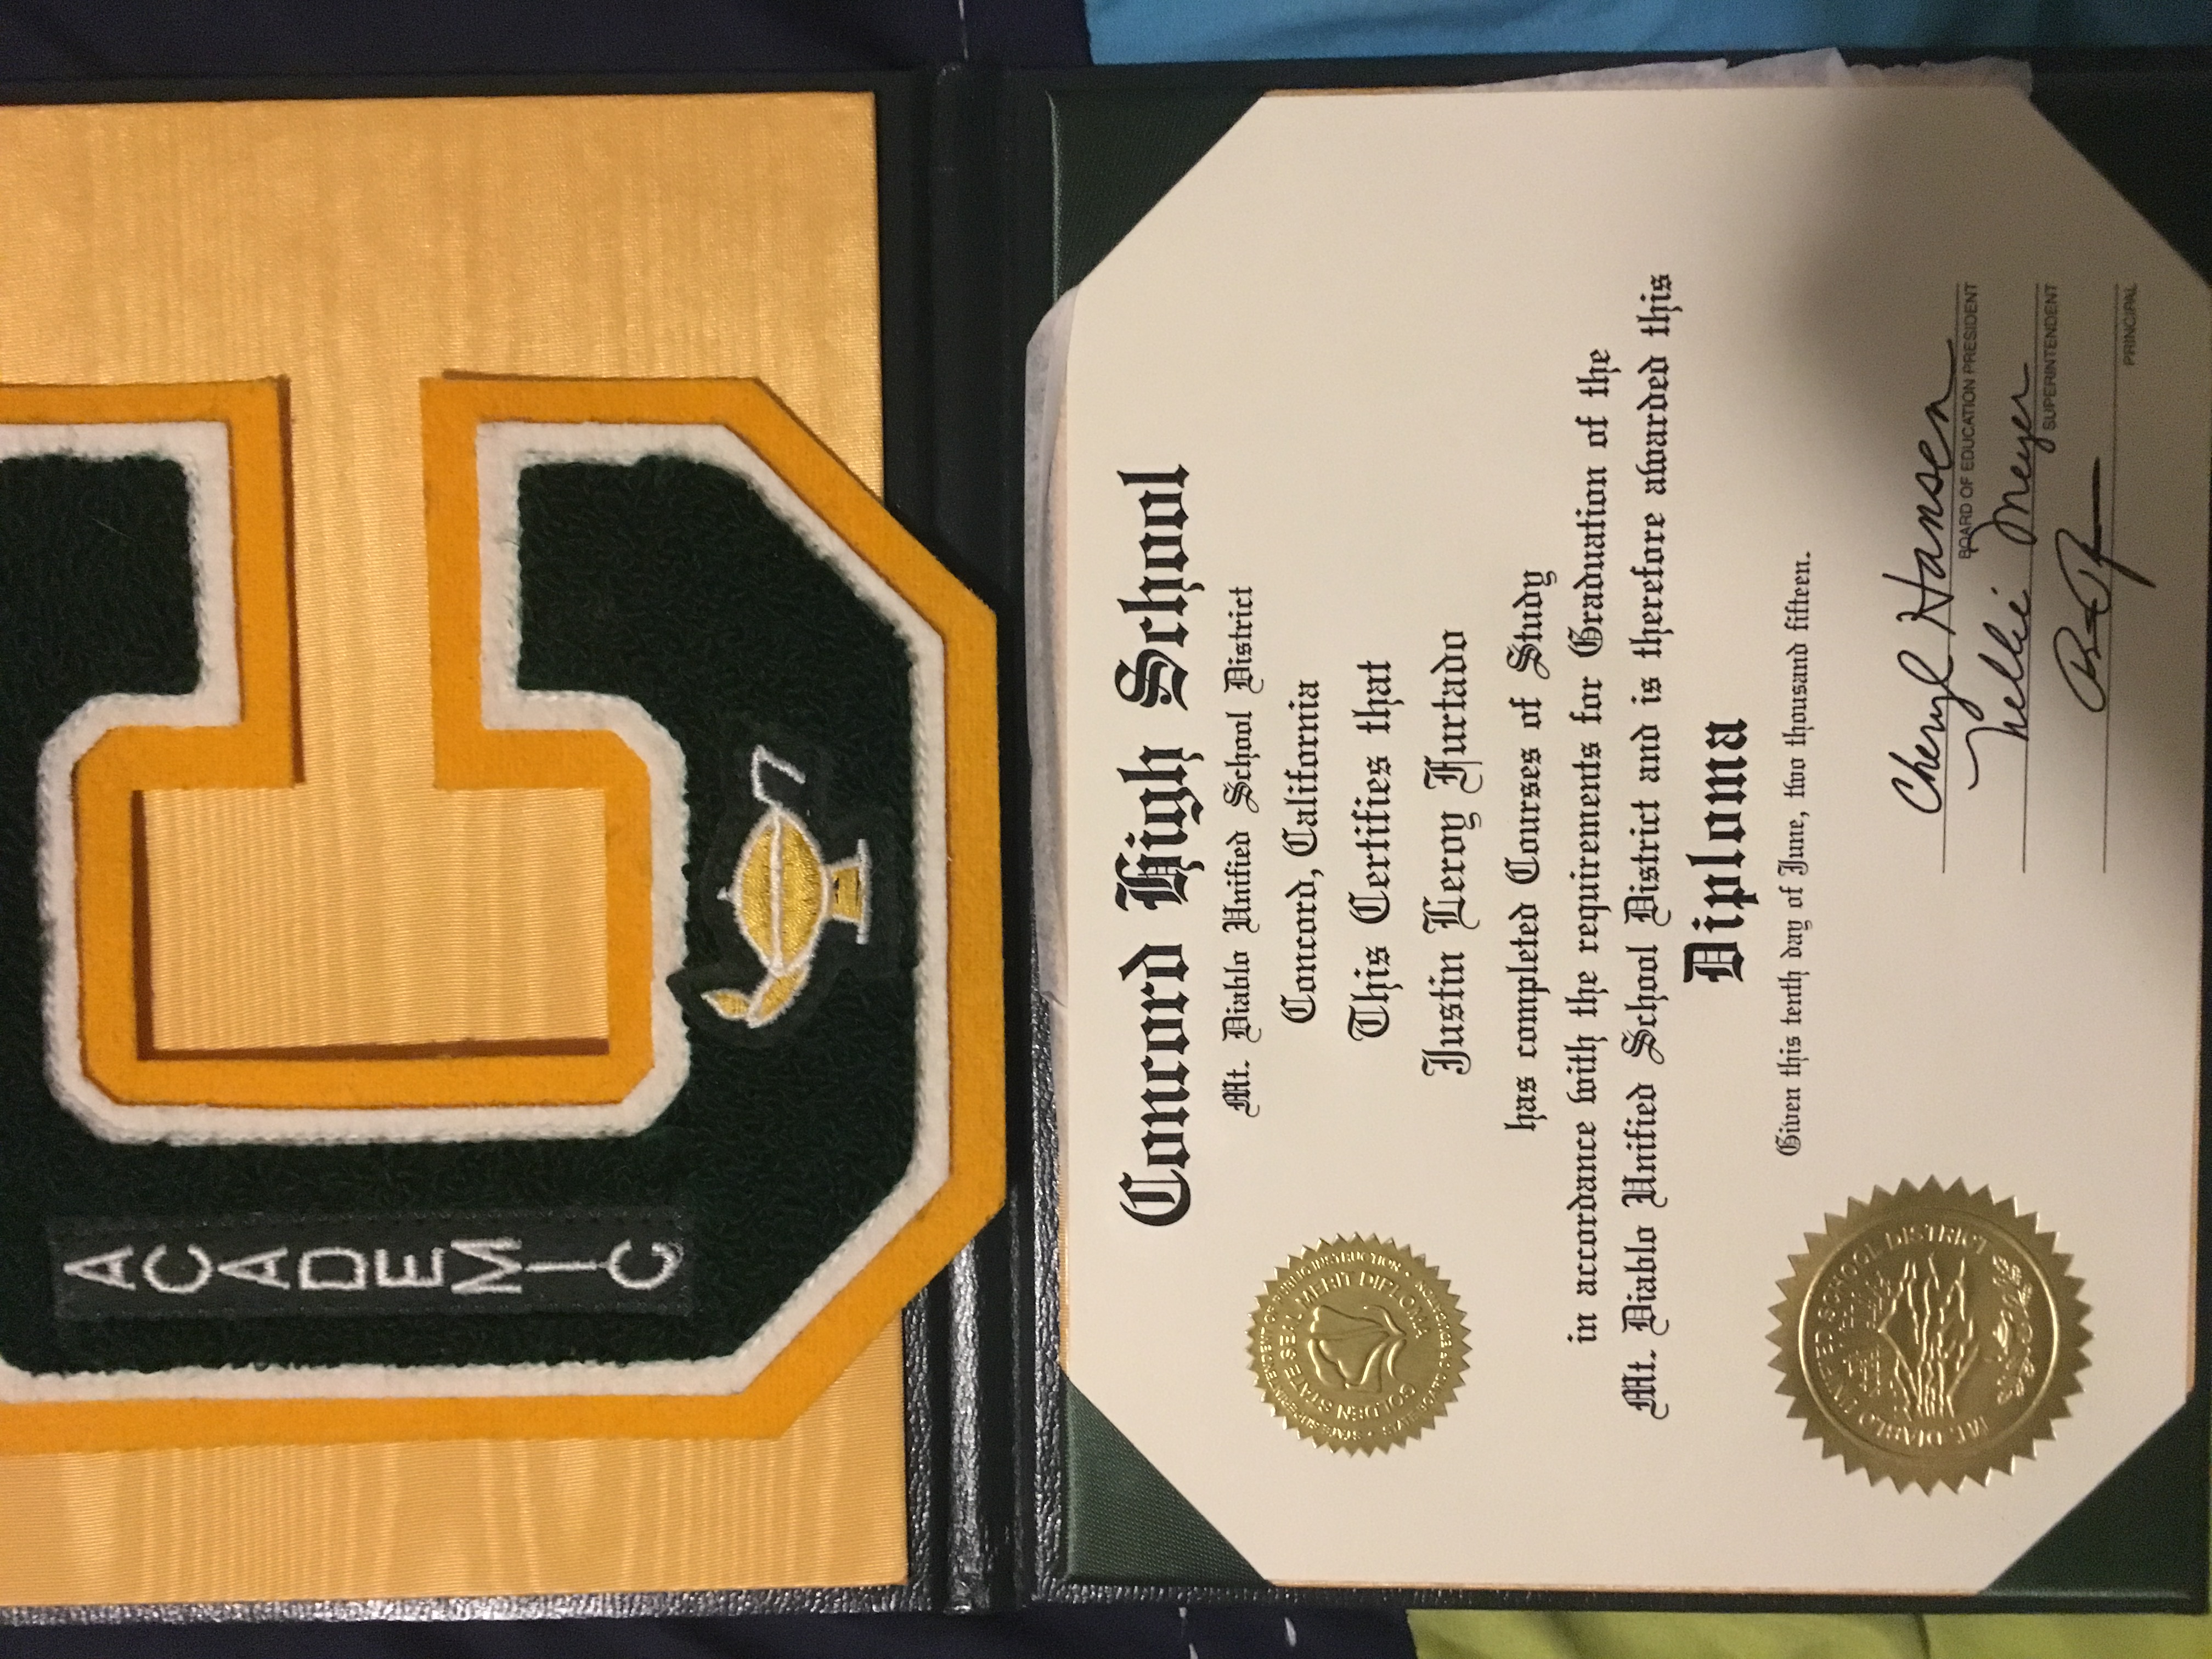 ACADEMIC
Concord High School
Mt. Diablo Unified School District
Concord, California
This Certifies that
Justin Leroy Furtado
has completed Courses of Study
in accordance with the requirements for Graduation of the
Mt. Diablo Unified School District and is therefore awarded this
Diploma
Given this tenth day of June, two thousand fifteen.
STATE SUPERINTENDENT OF PUBLIC INSTRUCTION • STATE BOARD OF EDUCATION •
GOLDEN STATE SEAL MERIT DIPLOMA
MT. DIABLO UNIFIED SCHOOL DISTRICT
Cheryl Hansen
BOARD OF EDUCATION PRESIDENT
Nellie Meyer
SUPERINTENDENT
PRINCIPAL